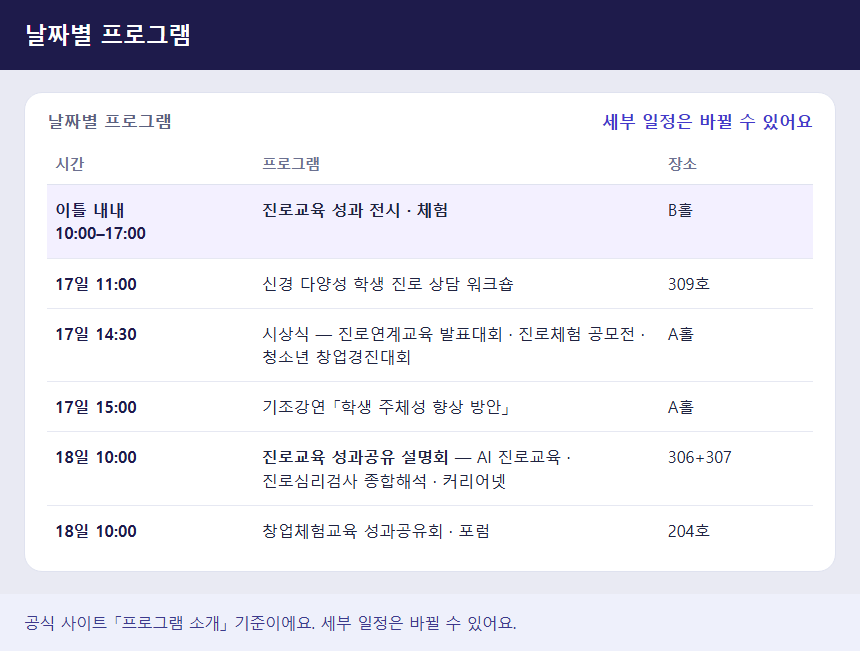 날짜별 프로그램
날짜별 프로그램
세부 일정은 바뀔 수 있어요
시간 프로그램 장소
이틀 내내 진로교육 성과 전시 · 체험 B홀
10:00–17:00
17일 11:00 신경 다양성 학생 진로 상담 워크숍 309호
17일 14:30 시상식 — 진로연계교육 발표대회 · 진로체험 공모전 · A홀
청소년 창업경진대회
17일 15:00 기조강연 「학생 주체성 향상 방안」 A홀
18일 10:00 진로교육 성과공유 설명회 — AI 진로교육 · 306+307
진로심리검사 종합해석 · 커리어넷
18일 10:00 창업체험교육 성과공유회 · 포럼 204호
공식 사이트 「프로그램 소개」 기준이에요. 세부 일정은 바뀔 수 있어요.